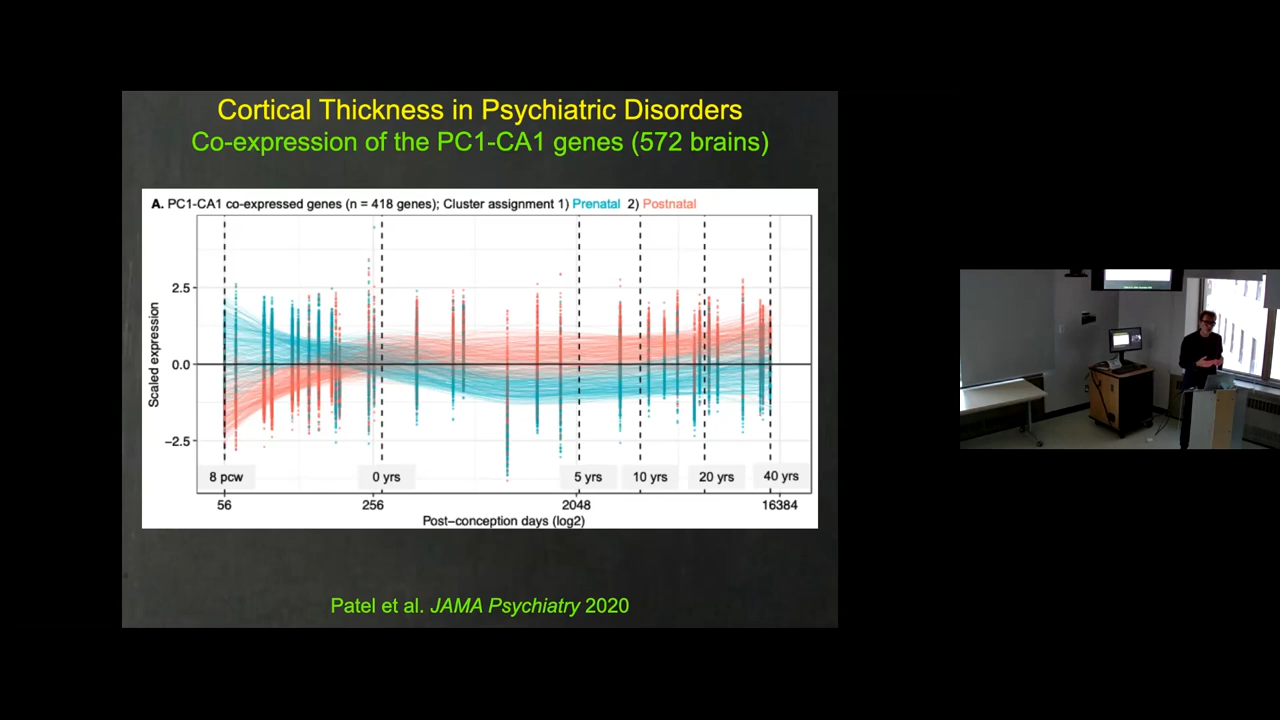 Cortical Thickness in Psychiatric Disorders
Co-expression of the PC1-CA1 genes (572 brains)
A. PC1-CA1 co-expressed genes (n = 418 genes); Cluster assignment 1) Prenatal 2) Postnatal
Scaled expression
2.5
0.0
−2.5
8 pcw
0 yrs
5 yrs
10 yrs
20 yrs
40 yrs
56
256
2048
16384
Post−conception days (log2)
Patel et al. JAMA Psychiatry 2020